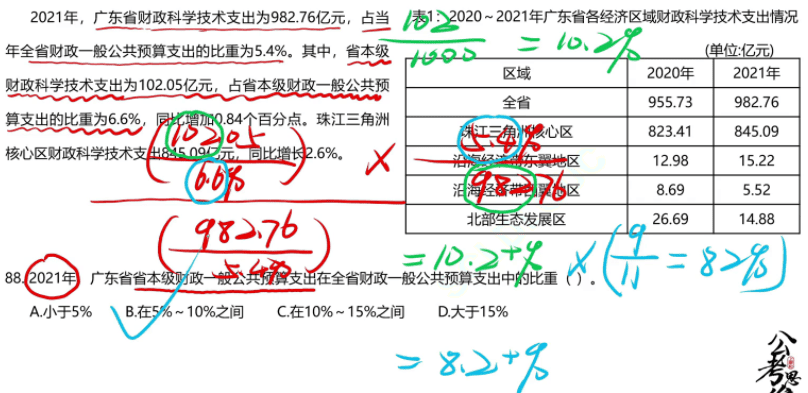 2021年，广东省财政科学技术支出为982.76亿元，占当
年全省财政一般公共预算支出的比重为5.4%。其中，省本级
财政科学技术支出为102.05亿元，占省本级财政一般公共预
算支出的比重为6.6%，同比增加0.84个百分点。珠江三角洲
核心区财政科学技术支出845.09亿元，同比增长2.6%。
表1：2020～2021年广东省各经济区域财政科学技术支出情况
(单位:亿元)
区域 2020年 2021年
全省 955.73 982.76
珠江三角洲核心区 823.41 845.09
沿海经济带东翼地区 12.98 15.22
沿海经济带西翼地区 8.69 5.52
北部生态发展区 26.69 14.88
102/1000 = 10.2%
(102.05/6.6%)
(982.76/5.4%)
× 5.4%/982.76
= 10.2+% × (9/11 = 82%)
88.2021年，广东省省本级财政一般公共预算支出在全省财政一般公共预算支出中的比重（ ）。
A.小于5% B.在5%～10%之间 C.在10%～15%之间 D.大于15%
= 8.2+%
公考思